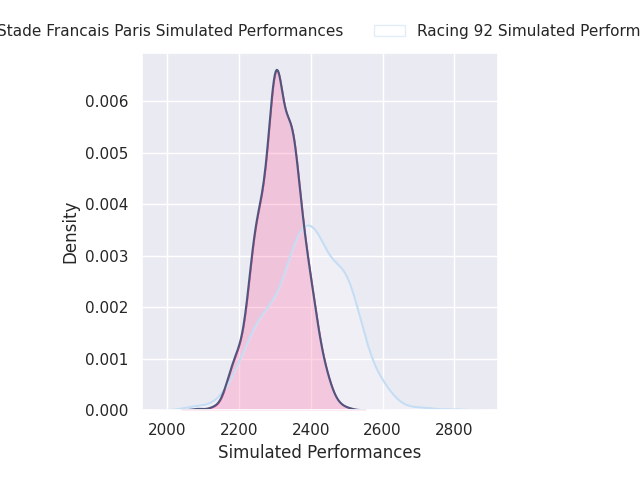 Stade Francais Paris Simulated Performances Racing 92 Simulated Perform
0.006
0.005
0.004
0.003
0.002
0.001
0.000
Density
2000 2200 2400 2600 2800
Simulated Performances